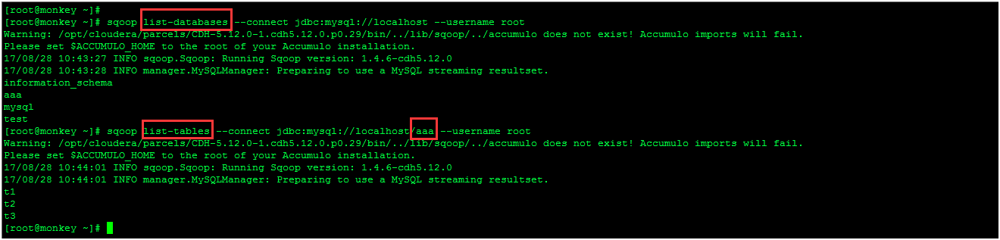 [root@monkey ~]#
[root@monkey ~]# sqoop list-databases --connect jdbc:mysql://localhost --username root
Warning: /opt/cloudera/parcels/CDH-5.12.0-1.cdh5.12.0.p0.29/bin/../lib/sqoop/../accumulo does not exist! Accumulo imports will fail.
Please set $ACCUMULO_HOME to the root of your Accumulo installation.
17/08/28 10:43:27 INFO sqoop.Sqoop: Running Sqoop version: 1.4.6-cdh5.12.0
17/08/28 10:43:28 INFO manager.MySQLManager: Preparing to use a MySQL streaming resultset.
information_schema
aaa
mysql
test
[root@monkey ~]# sqoop list-tables --connect jdbc:mysql://localhost/aaa --username root
Warning: /opt/cloudera/parcels/CDH-5.12.0-1.cdh5.12.0.p0.29/bin/../lib/sqoop/../accumulo does not exist! Accumulo imports will fail.
Please set $ACCUMULO_HOME to the root of your Accumulo installation.
17/08/28 10:44:01 INFO sqoop.Sqoop: Running Sqoop version: 1.4.6-cdh5.12.0
17/08/28 10:44:01 INFO manager.MySQLManager: Preparing to use a MySQL streaming resultset.
t1
t2
t3
[root@monkey ~]#